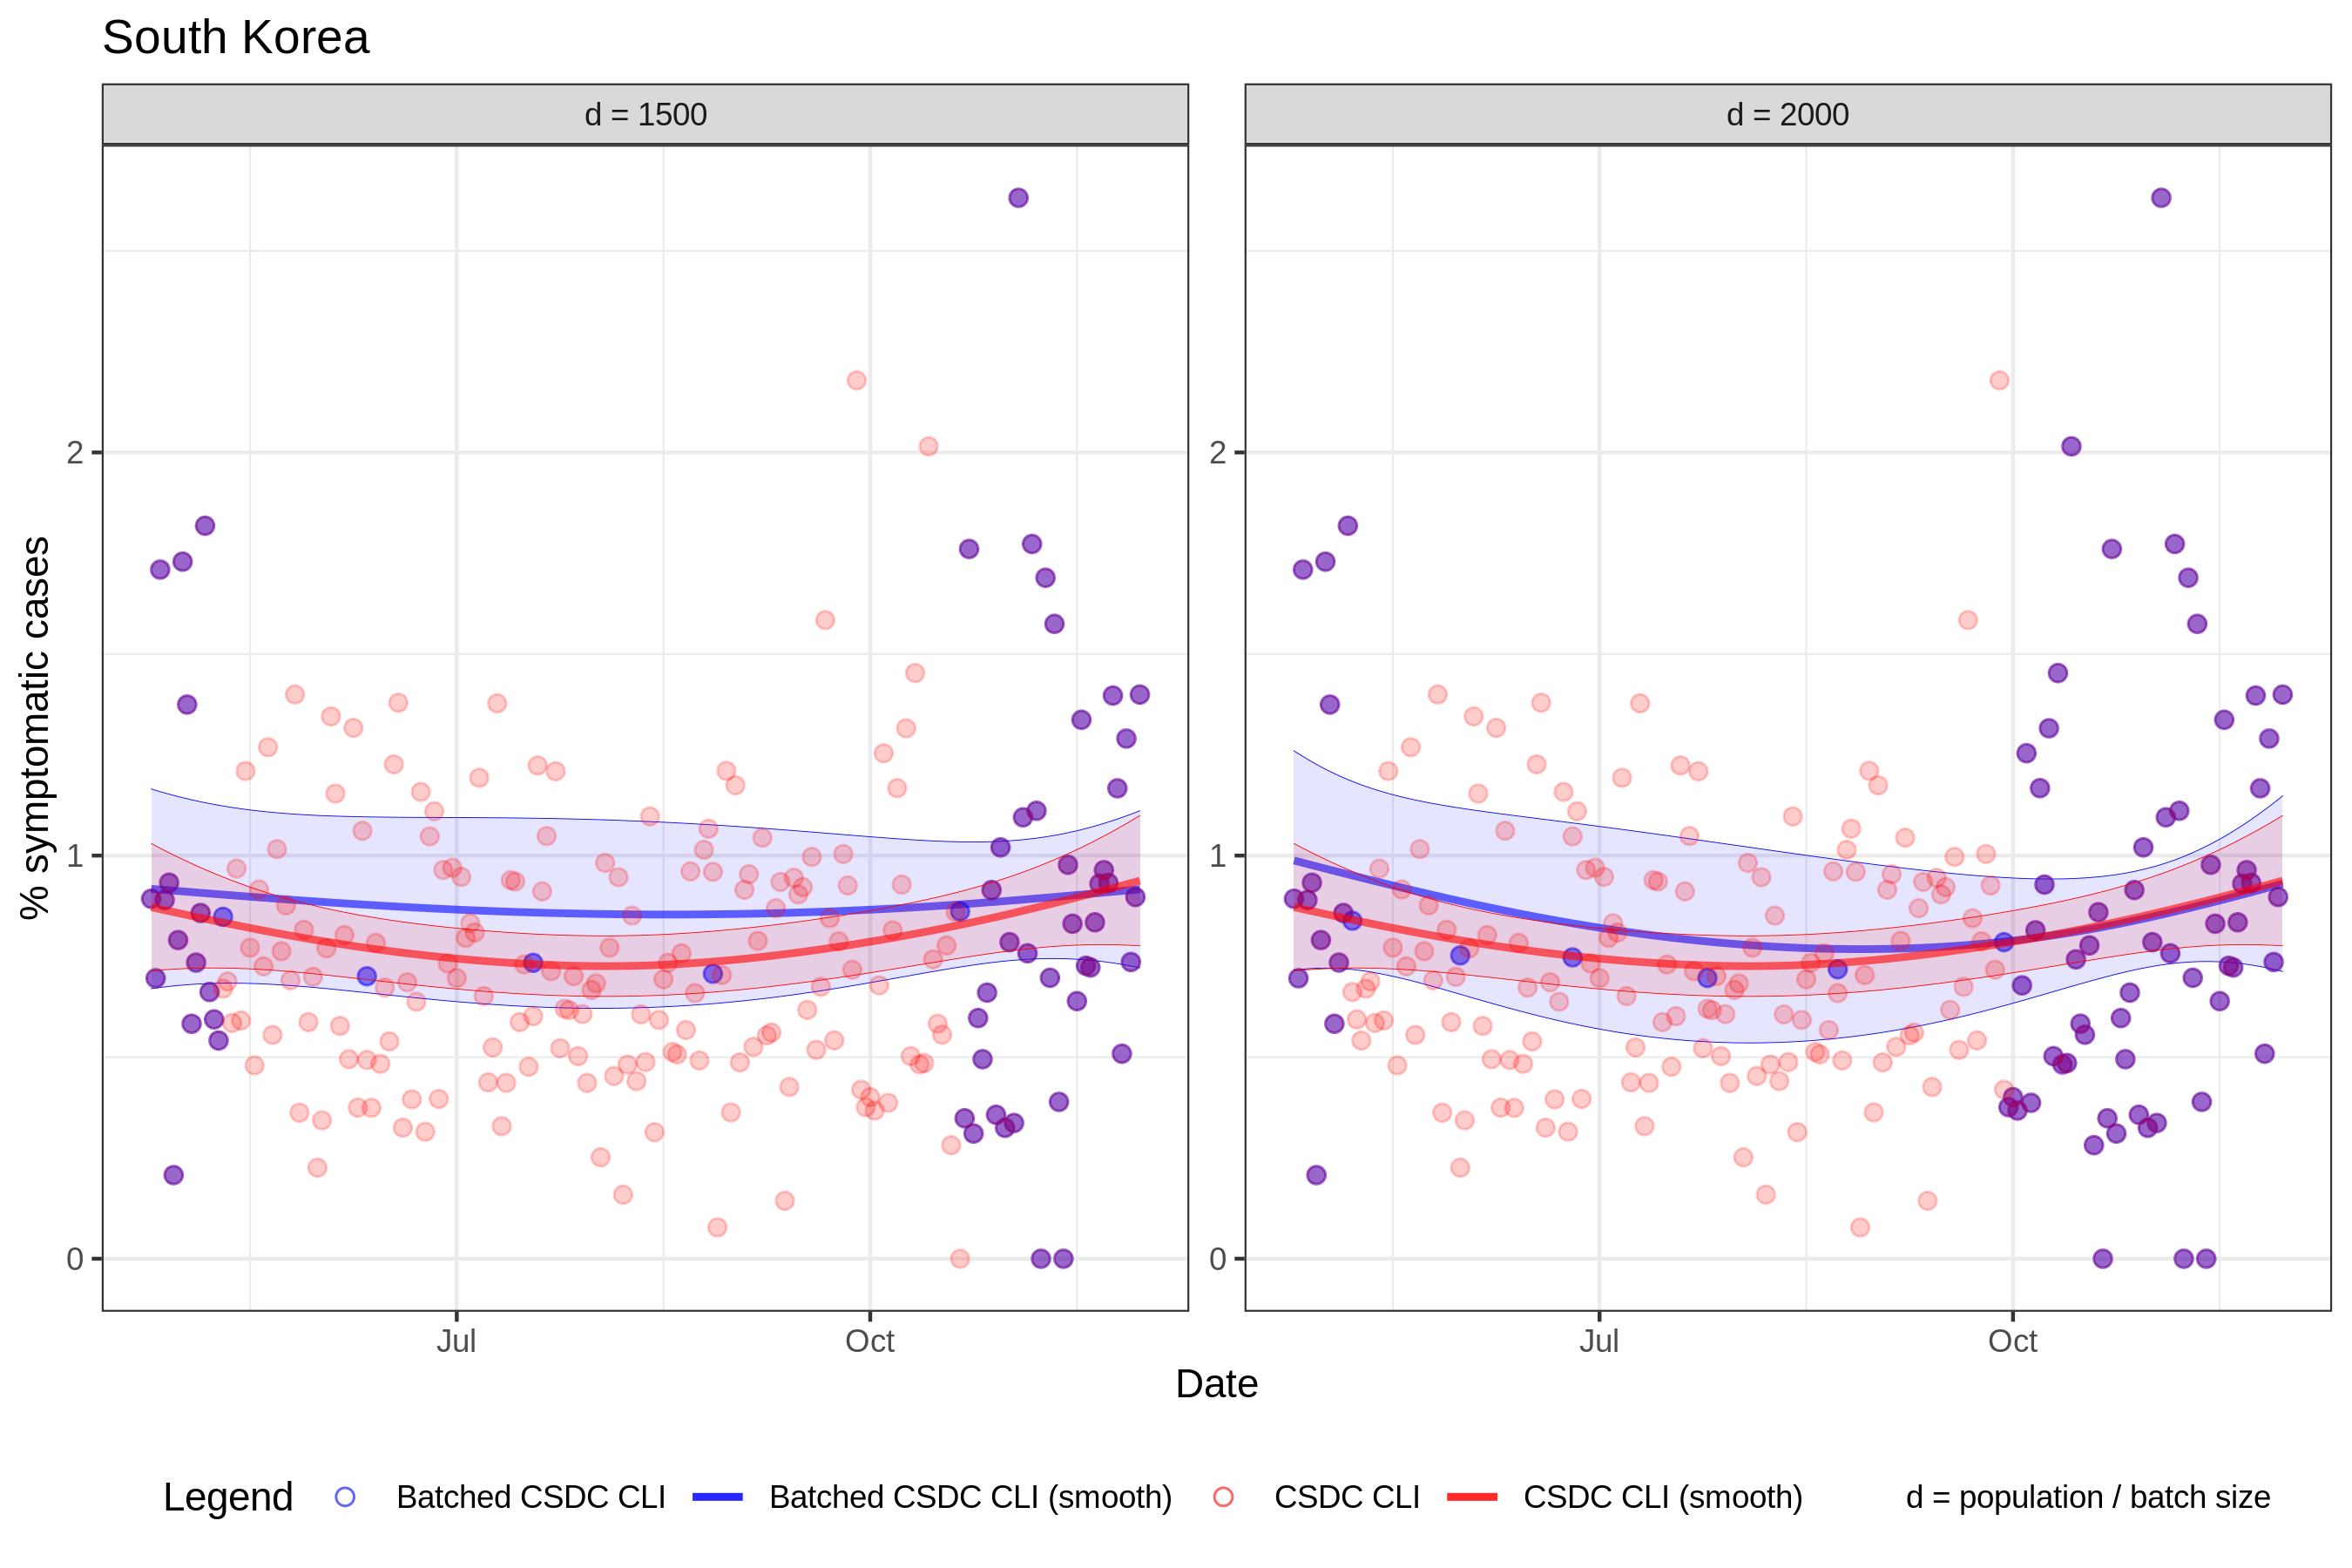 South Korea
d = 1500
d = 2000
% symptomatic cases
2
1
0
2
1
0
Jul
Oct
Jul
Oct
Date
Legend
Batched CSDC CLI
Batched CSDC CLI (smooth)
CSDC CLI
CSDC CLI (smooth)
d = population / batch size